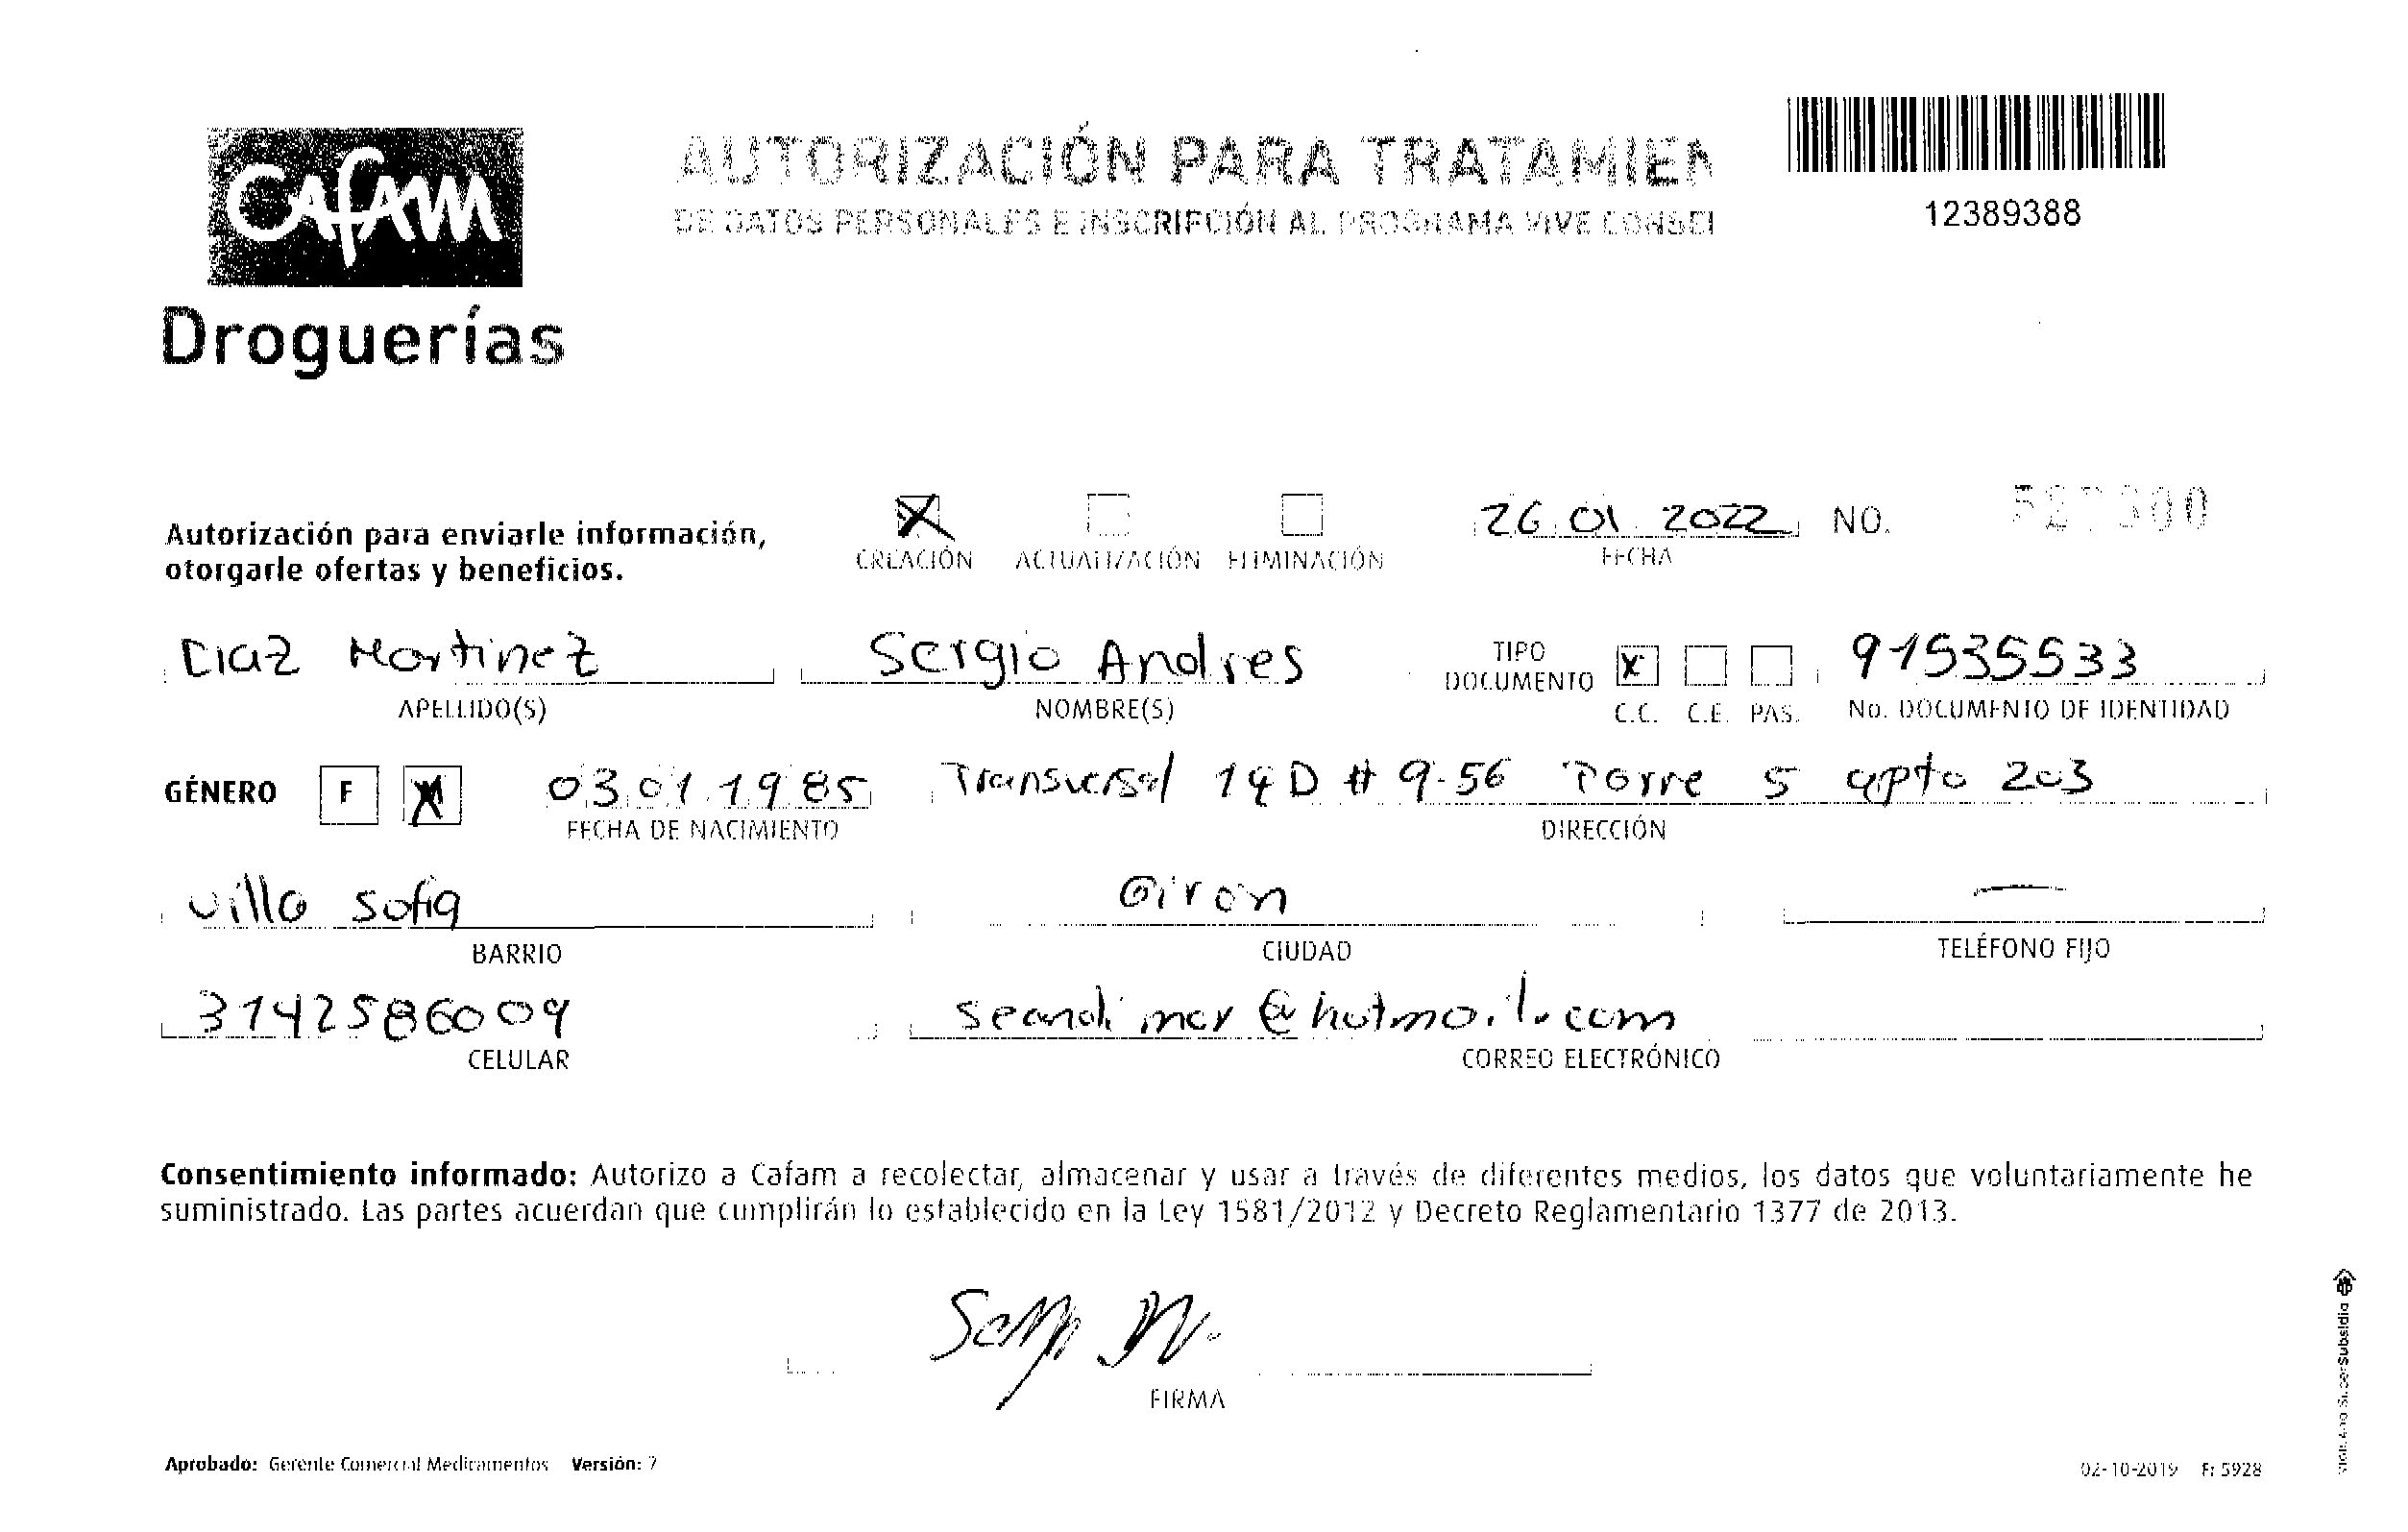 Cafam
Droguerías
AUTORIZACIÓN PARA TRATAMIEN
DE DATOS PERSONALES E INSCRIPCIÓN AL PROGRAMA VIVE CONSEI
12389388
Autorización para enviarle información,
otorgarle ofertas y beneficios.
CREACIÓN ACTUALIZACIÓN ELIMINACIÓN
26 01 2022 NO.
FECHA
Diaz Martinez Sergio Andres TIPO DOCUMENTO X 91535533
APELLIDO(S) NOMBRE(S) C.C. C.E. PAS. No. DOCUMENTO DE IDENTIDAD
GÉNERO F M 03 01 1985 Transversal 14D # 9-56 Torre 5 apto 203
FECHA DE NACIMIENTO DIRECCIÓN
Villa Sofia Giron —
BARRIO CIUDAD TELÉFONO FIJO
3142586009 seandimar@hotmail.com
CELULAR CORREO ELECTRÓNICO
Consentimiento informado: Autorizo a Cafam a recolectar, almacenar y usar a través de diferentes medios, los datos que voluntariamente he
suministrado. Las partes acuerdan que cumplirán lo establecido en la Ley 1581/2012 y Decreto Reglamentario 1377 de 2013.
FIRMA
Aprobado: Gerente Comercial Medicamentos Versión: 7
02-10-2019 F: 5928
SuperSubsidio